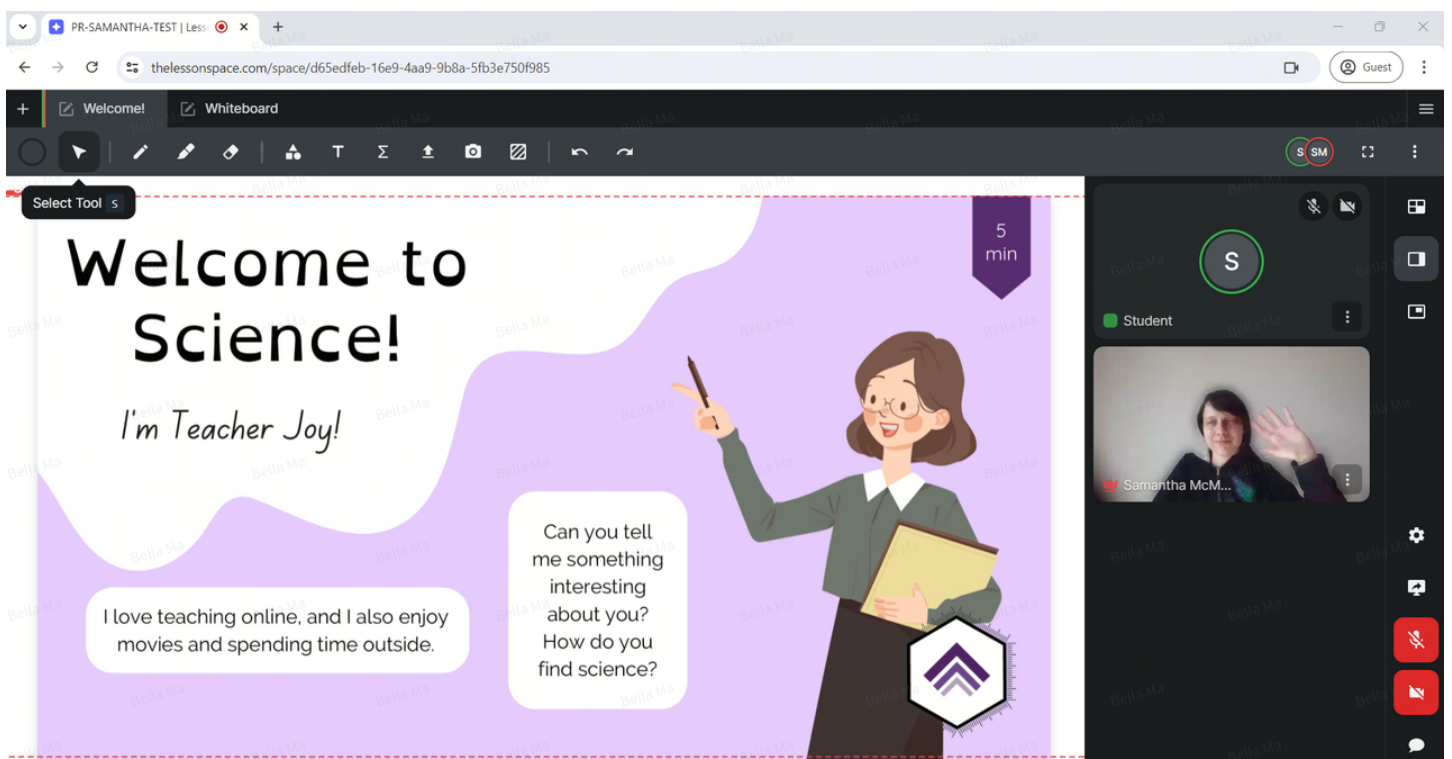 PR-SAMANTHA-TEST | Less
thelessonspace.com/space/d65edfeb-16e9-4aa9-9b8a-5fb3e750f985
Guest
Welcome!
Whiteboard
S SM
Select Tool S
Welcome to
Science!
I'm Teacher Joy!
5
min
S
Student
Samantha McM...
Can you tell
me something
interesting
about you?
How do you
find science?
I love teaching online, and I also enjoy
movies and spending time outside.
Bella Ma